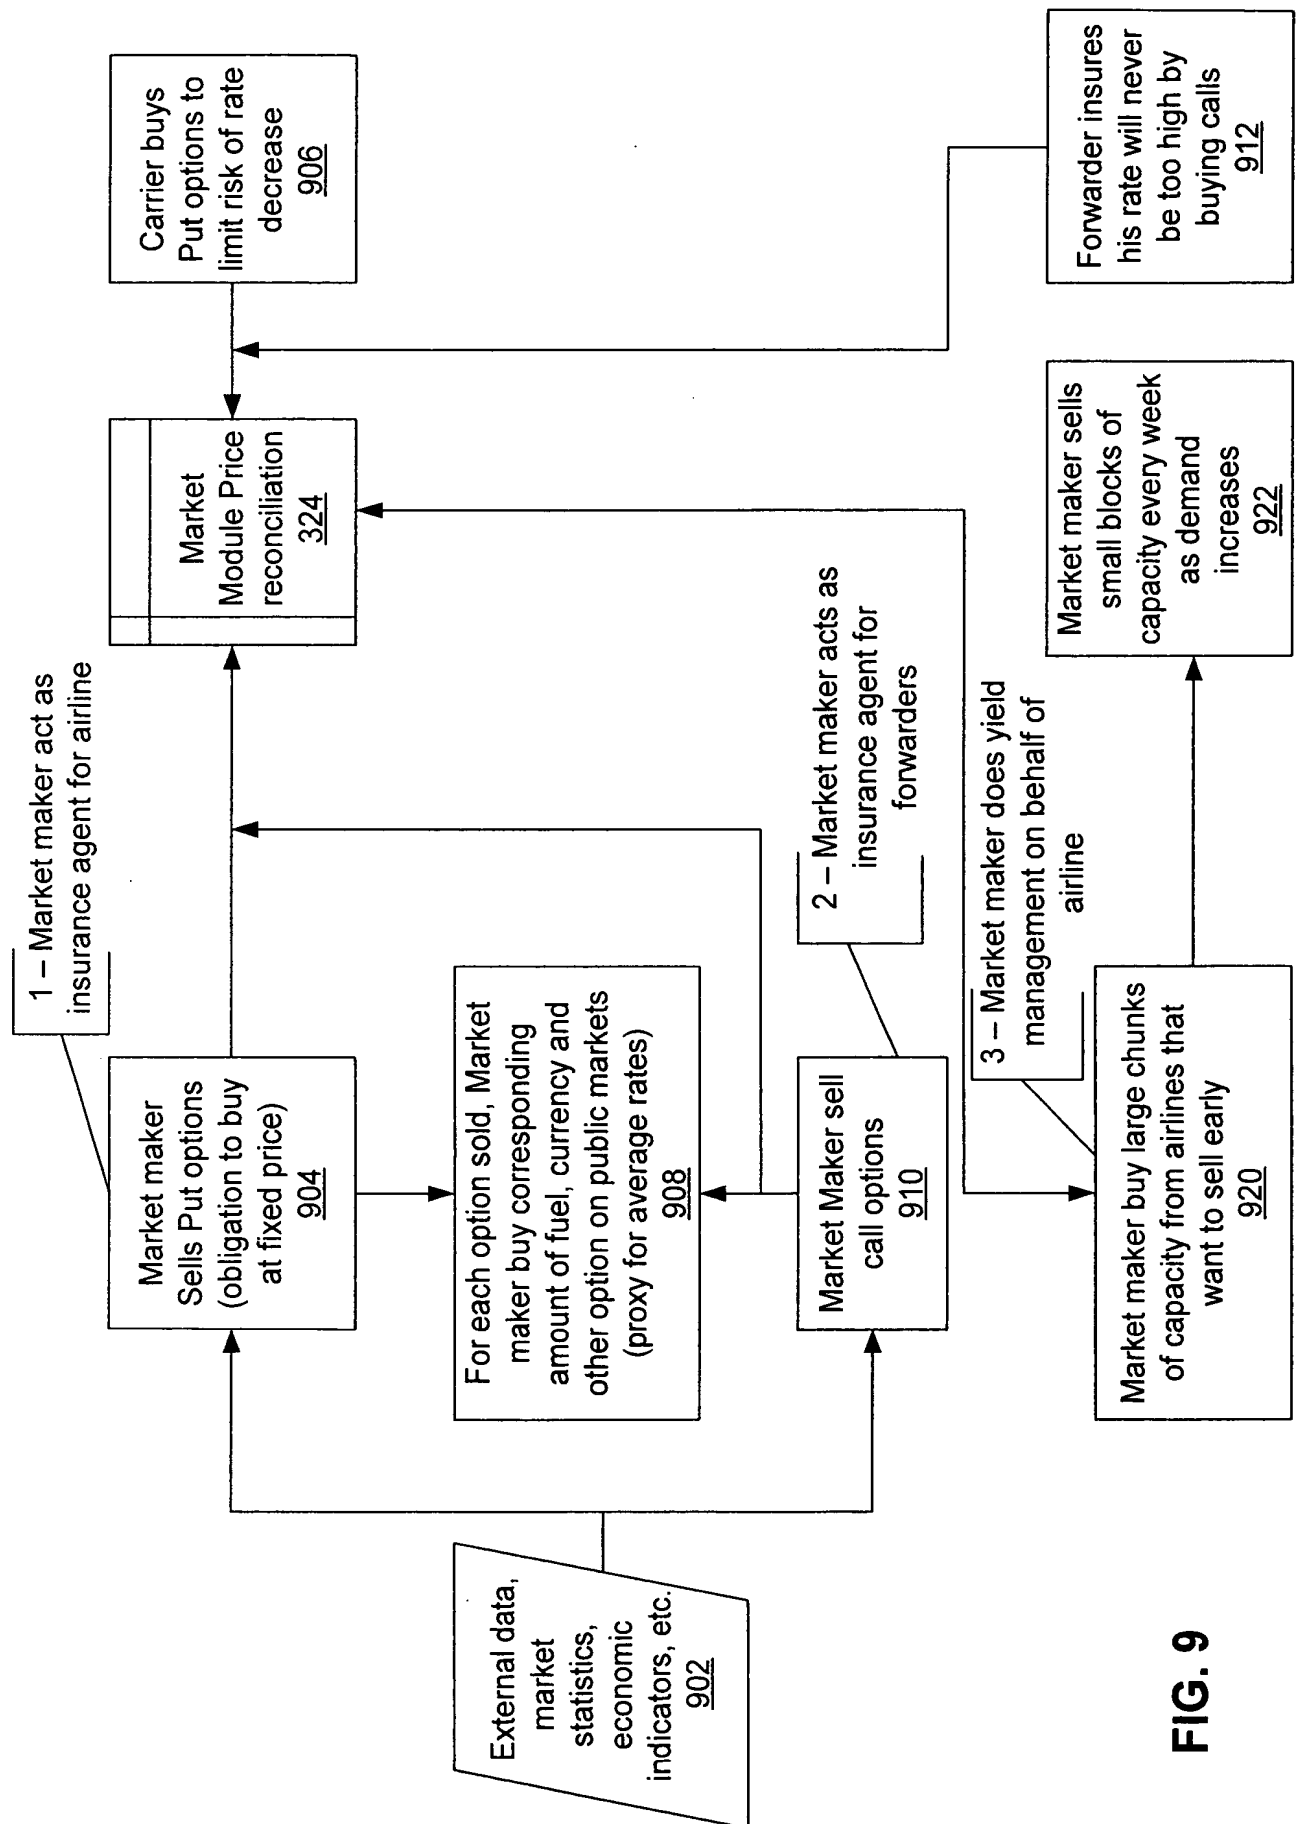 1 – Market maker act as
insurance agent for airline
Market maker
Sells Put options
(obligation to buy
at fixed price)
904
Market
Module Price
reconciliation
324
Carrier buys
Put options to
limit risk of rate
decrease
906
External data,
market
statistics,
economic
indicators, etc.
902
For each option sold, Market
maker buy corresponding
amount of fuel, currency and
other option on public markets
(proxy for average rates)
908
2 – Market maker acts as
insurance agent for
forwarders
Market Maker sell
call options
910
3 – Market maker does yield
management on behalf of
airline
Market maker buy large chunks
of capacity from airlines that
want to sell early
920
Market maker sells
small blocks of
capacity every week
as demand
increases
922
Forwarder insures
his rate will never
be too high by
buying calls
912
FIG. 9